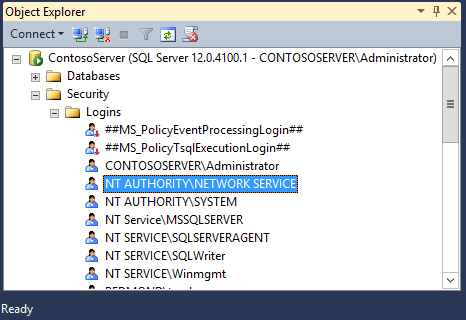 Object Explorer
Connect
ContosoServer (SQL Server 12.0.4100.1 - CONTOSOSERVER\Administrator)
Databases
Security
Logins
##MS_PolicyEventProcessingLogin##
##MS_PolicyTsqlExecutionLogin##
CONTOSOSERVER\Administrator
NT AUTHORITY\NETWORK SERVICE
NT AUTHORITY\SYSTEM
NT Service\MSSQLSERVER
NT SERVICE\SQLSERVERAGENT
NT SERVICE\SQLWriter
NT SERVICE\Winmgmt
Ready